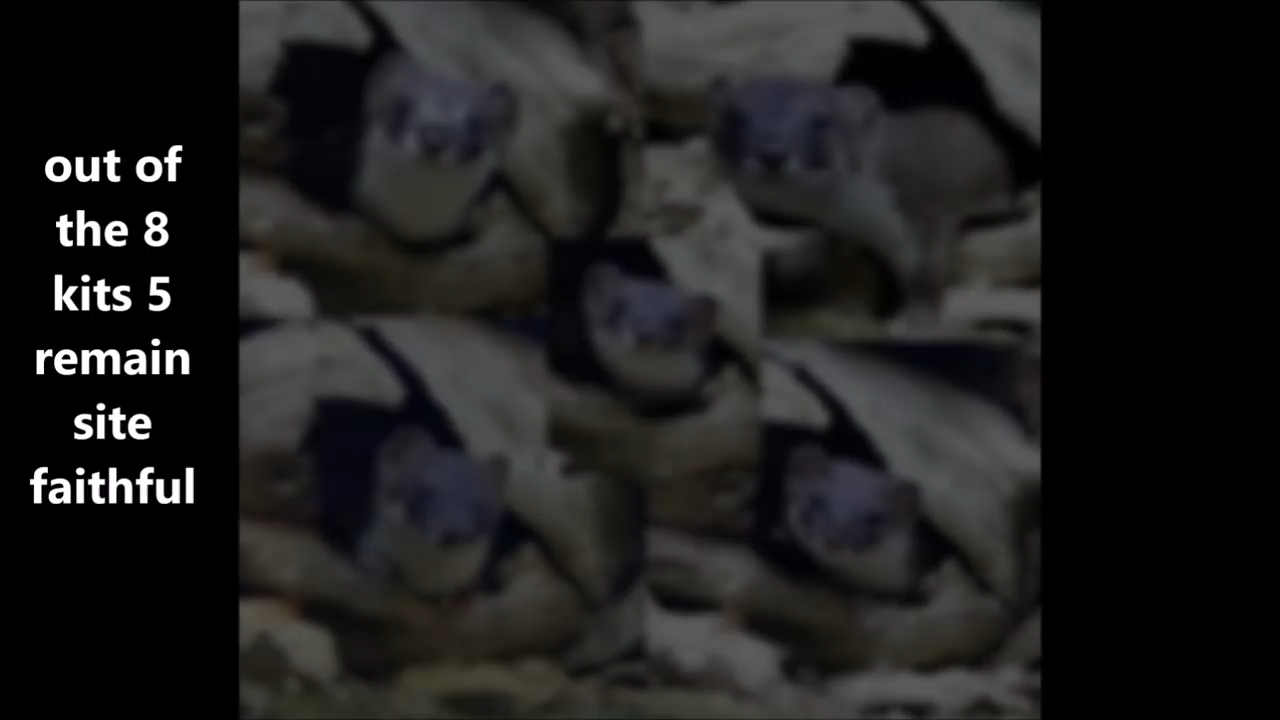 out of
the 8
kits 5
remain
site
faithful